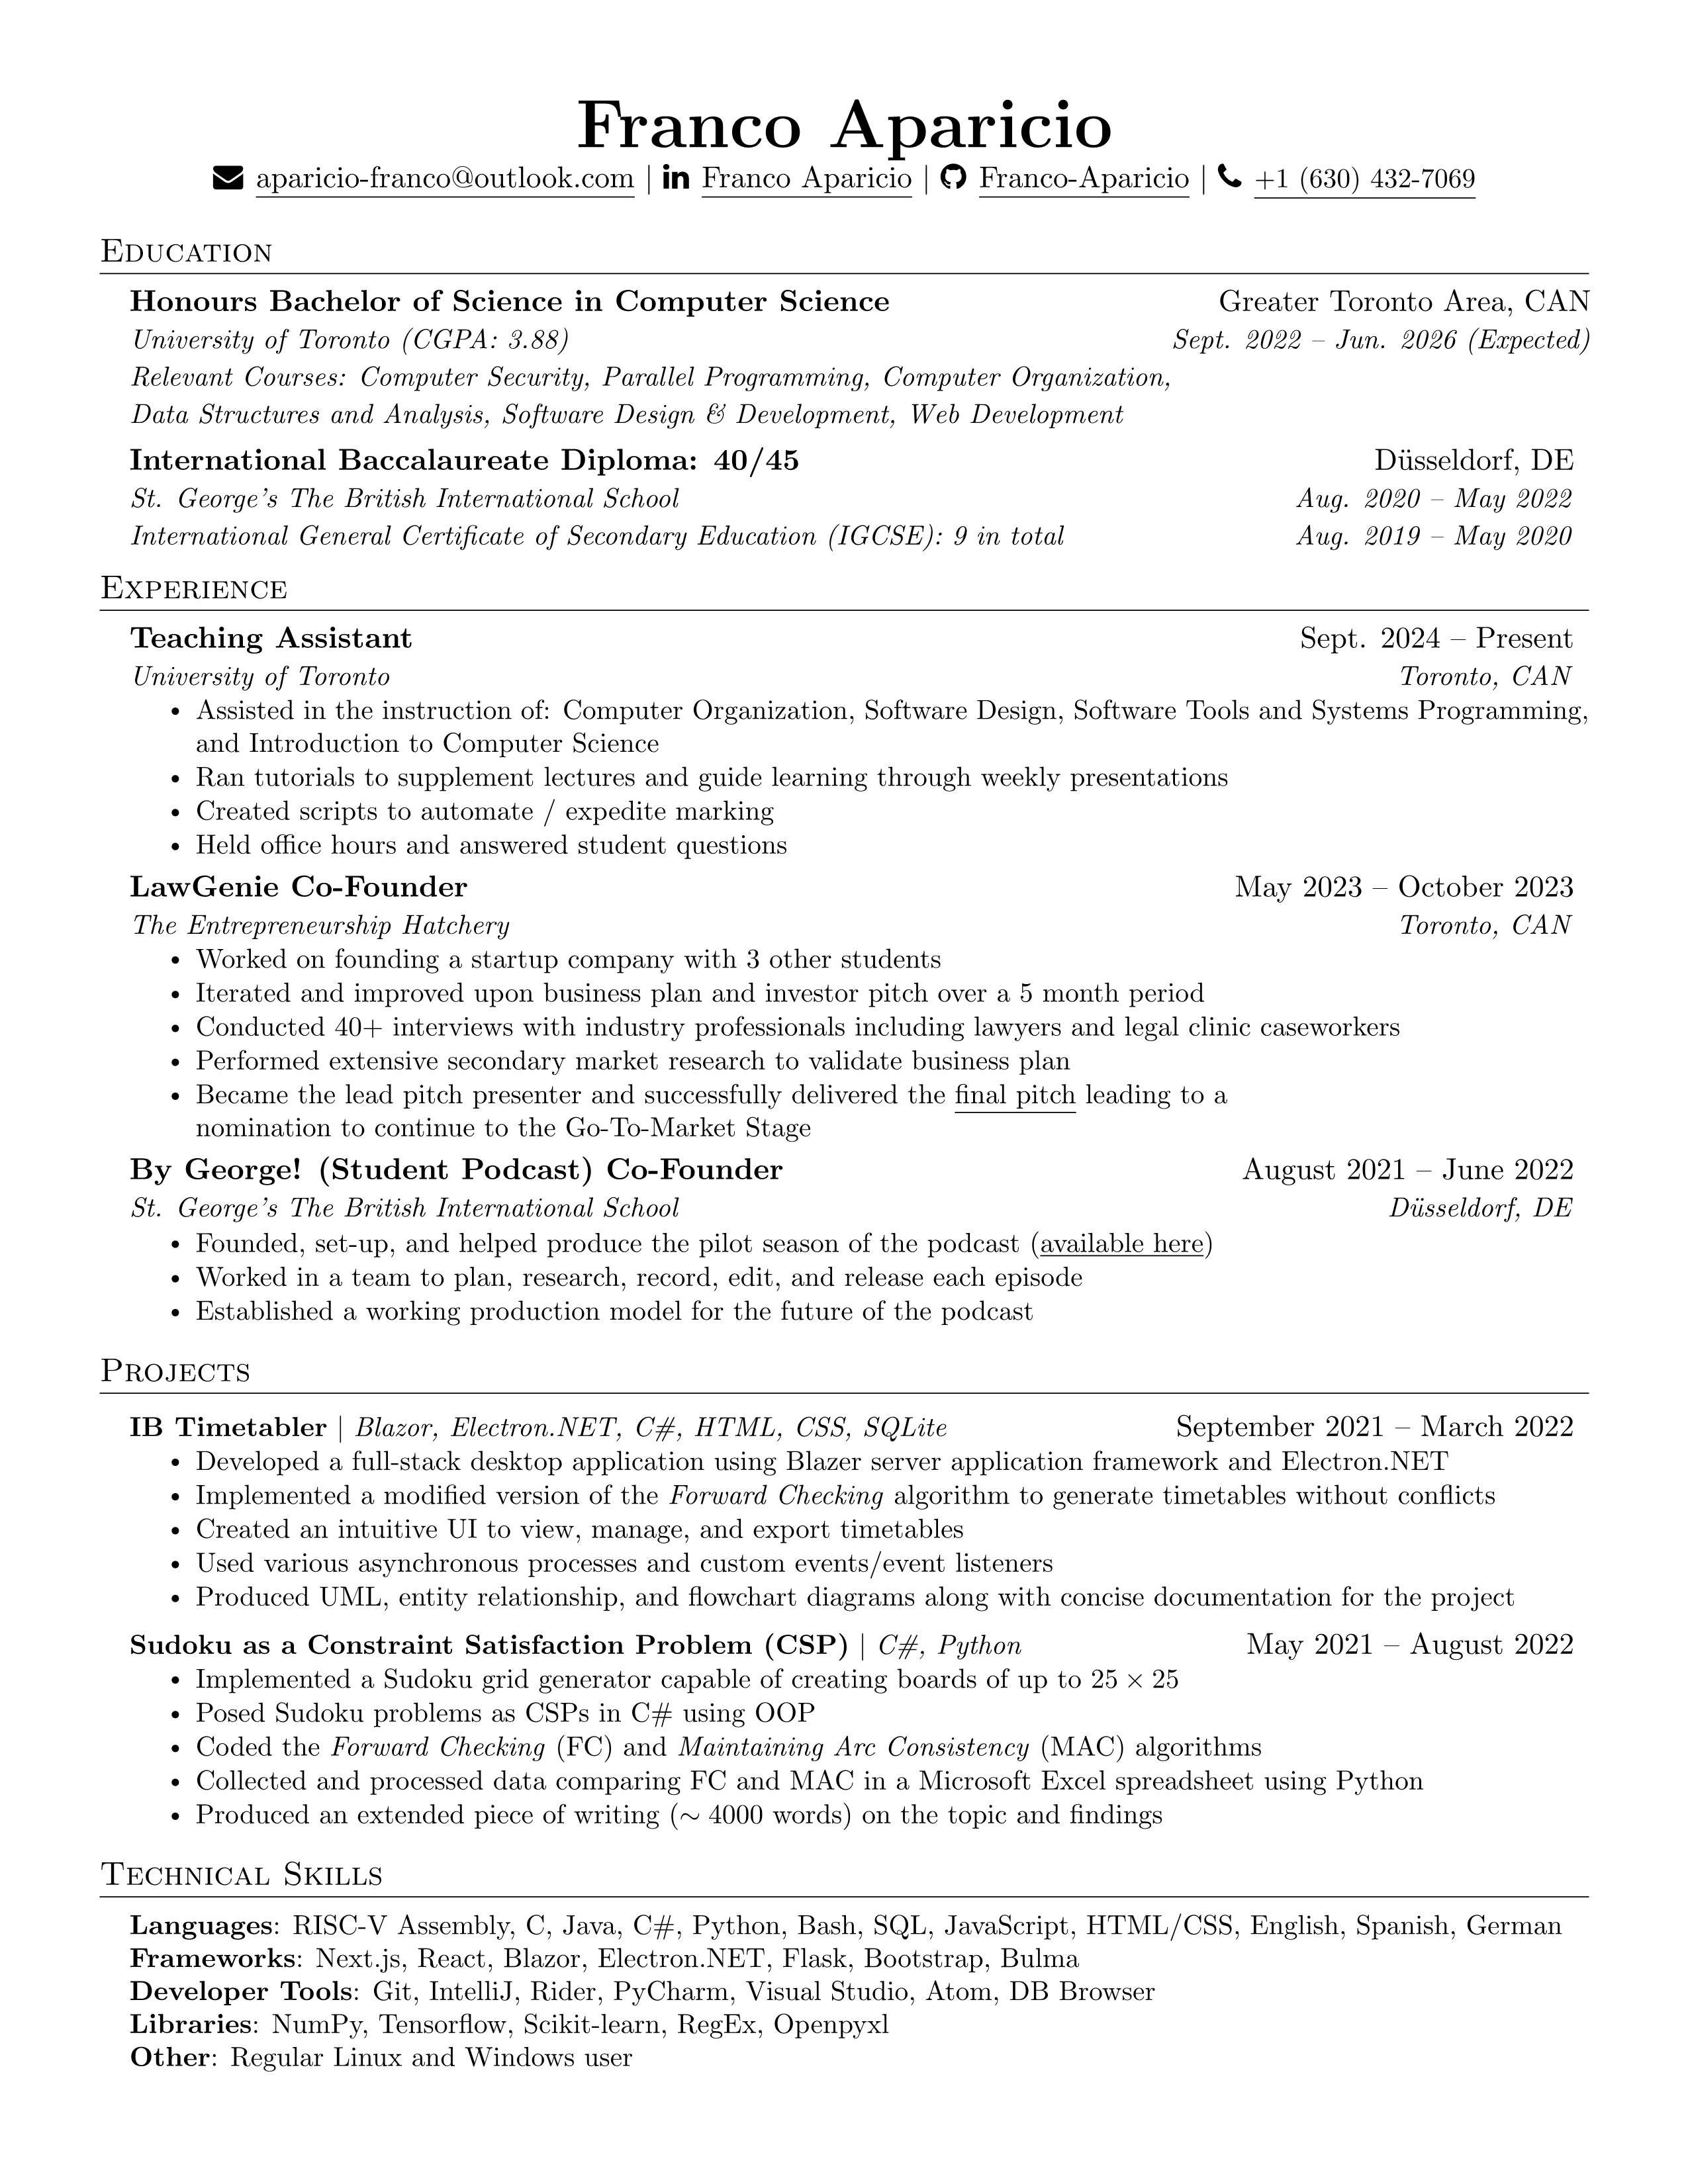 Franco Aparicio
aparicio-franco@outlook.com | Franco Aparicio | Franco-Aparicio | +1 (630) 432-7069
Education
Honours Bachelor of Science in Computer Science Greater Toronto Area, CAN
University of Toronto (CGPA: 3.88) Sept. 2022 – Jun. 2026 (Expected)
Relevant Courses: Computer Security, Parallel Programming, Computer Organization,
Data Structures and Analysis, Software Design & Development, Web Development
International Baccalaureate Diploma: 40/45 Düsseldorf, DE
St. George's The British International School Aug. 2020 – May 2022
International General Certificate of Secondary Education (IGCSE): 9 in total Aug. 2019 – May 2020
Experience
Teaching Assistant Sept. 2024 – Present
University of Toronto Toronto, CAN
• Assisted in the instruction of: Computer Organization, Software Design, Software Tools and Systems Programming,
and Introduction to Computer Science
• Ran tutorials to supplement lectures and guide learning through weekly presentations
• Created scripts to automate / expedite marking
• Held office hours and answered student questions
LawGenie Co-Founder May 2023 – October 2023
The Entrepreneurship Hatchery Toronto, CAN
• Worked on founding a startup company with 3 other students
• Iterated and improved upon business plan and investor pitch over a 5 month period
• Conducted 40+ interviews with industry professionals including lawyers and legal clinic caseworkers
• Performed extensive secondary market research to validate business plan
• Became the lead pitch presenter and successfully delivered the final pitch leading to a
nomination to continue to the Go-To-Market Stage
By George! (Student Podcast) Co-Founder August 2021 – June 2022
St. George's The British International School Düsseldorf, DE
• Founded, set-up, and helped produce the pilot season of the podcast (available here)
• Worked in a team to plan, research, record, edit, and release each episode
• Established a working production model for the future of the podcast
Projects
IB Timetabler | Blazor, Electron.NET, C#, HTML, CSS, SQLite September 2021 – March 2022
• Developed a full-stack desktop application using Blazer server application framework and Electron.NET
• Implemented a modified version of the Forward Checking algorithm to generate timetables without conflicts
• Created an intuitive UI to view, manage, and export timetables
• Used various asynchronous processes and custom events/event listeners
• Produced UML, entity relationship, and flowchart diagrams along with concise documentation for the project
Sudoku as a Constraint Satisfaction Problem (CSP) | C#, Python May 2021 – August 2022
• Implemented a Sudoku grid generator capable of creating boards of up to 25 × 25
• Posed Sudoku problems as CSPs in C# using OOP
• Coded the Forward Checking (FC) and Maintaining Arc Consistency (MAC) algorithms
• Collected and processed data comparing FC and MAC in a Microsoft Excel spreadsheet using Python
• Produced an extended piece of writing (∼ 4000 words) on the topic and findings
Technical Skills
Languages: RISC-V Assembly, C, Java, C#, Python, Bash, SQL, JavaScript, HTML/CSS, English, Spanish, German
Frameworks: Next.js, React, Blazor, Electron.NET, Flask, Bootstrap, Bulma
Developer Tools: Git, IntelliJ, Rider, PyCharm, Visual Studio, Atom, DB Browser
Libraries: NumPy, Tensorflow, Scikit-learn, RegEx, Openpyxl
Other: Regular Linux and Windows user